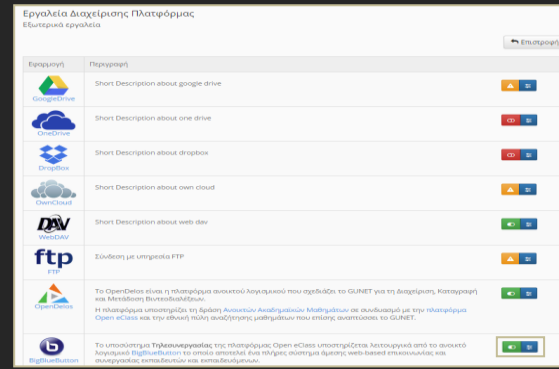 Εργαλεία Διαχείρισης Πλατφόρμας
Εξωτερικά εργαλεία
Επιστροφή
Εφαρμογή Περιγραφή
GoogleDrive Short Description about google drive
OneDrive Short Description about one drive
DropBox Short Description about dropbox
OwnCloud Short Description about own cloud
DAV
WebDAV Short Description about web dav
ftp
FTP Σύνδεση με υπηρεσία FTP
OpenDelos Το OpenDelos είναι η πλατφόρμα ανοικτού λογισμικού που σχεδιάζει το GUNET για τη Διαχείριση, Καταγραφή
και Μετάδοση Βιντεοδιαλέξεων.
Η πλατφόρμα υποστηρίζει τη δράση Ανοικτών Ακαδημαϊκών Μαθημάτων σε συνδυασμό με την πλατφόρμα
Open eClass και την εθνική πύλη αναζήτησης μαθημάτων που επίσης αναπτύσσει το GUNET.
b
BigBlueButton Το υποσύστημα Τηλεσυνεργασίας της πλατφόρμας Open eClass υποστηρίζεται λειτουργικά από το ανοικτό
λογισμικό BigBlueButton το οποίο αποτελεί ένα πλήρες σύστημα άμεσης web-based επικοινωνίας και
συνεργασίας εκπαιδευτών και εκπαιδευόμενων.